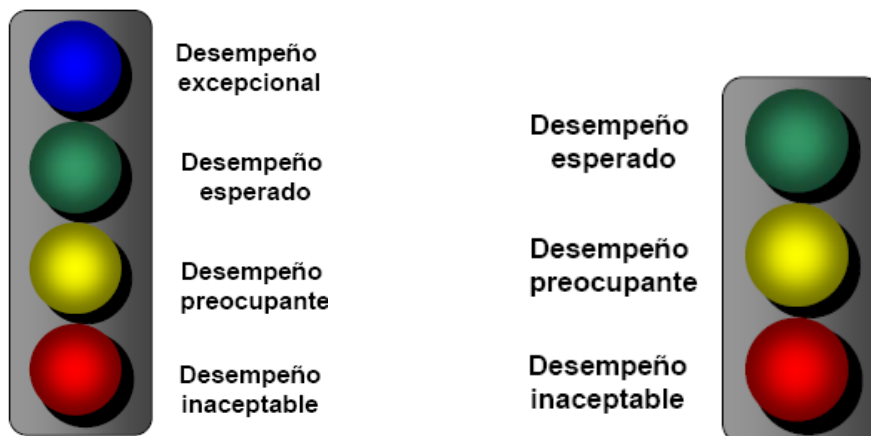 Desempeño
excepcional
Desempeño
esperado
Desempeño
preocupante
Desempeño
inaceptable
Desempeño
esperado
Desempeño
preocupante
Desempeño
inaceptable